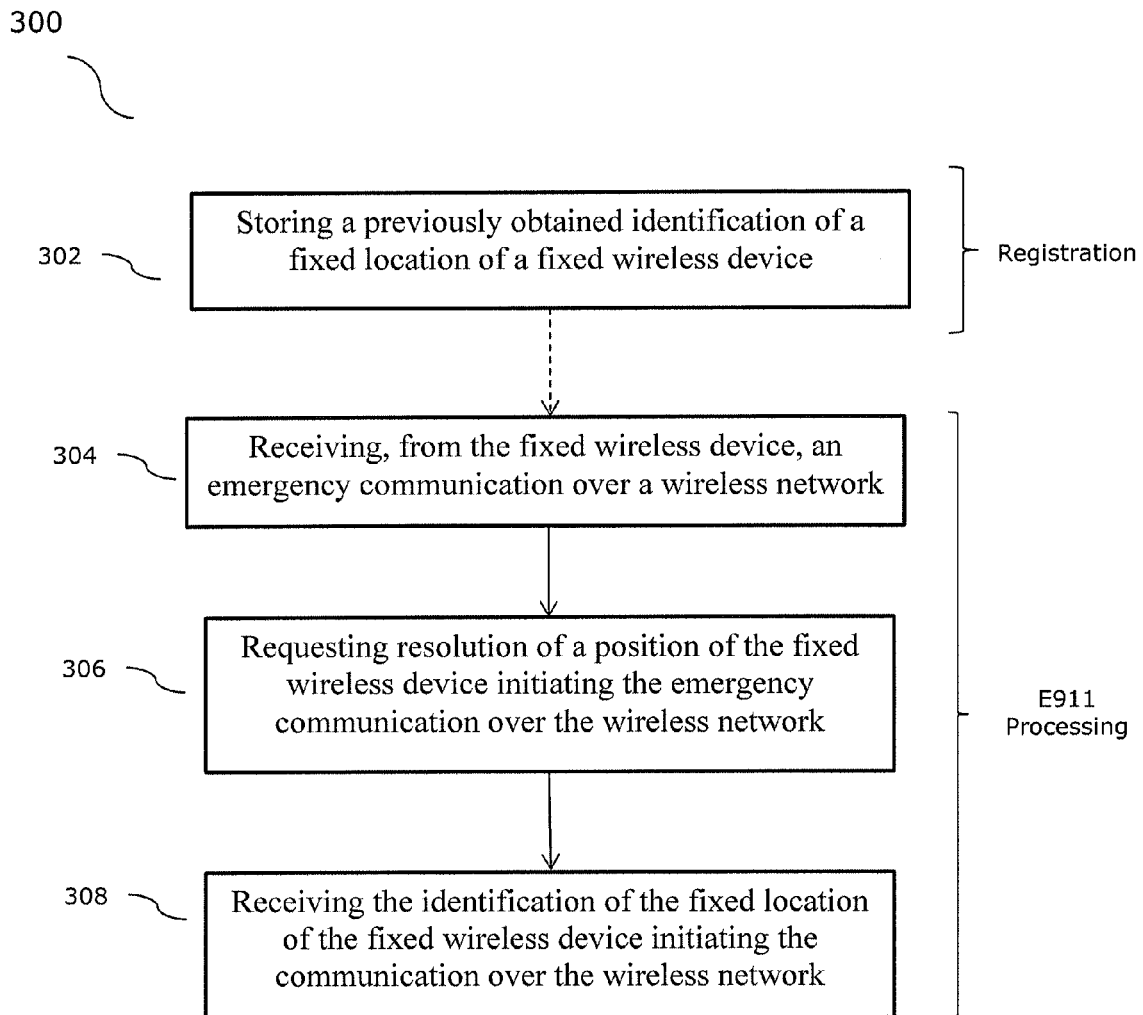 300
302
Storing a previously obtained identification of a
fixed location of a fixed wireless device
Registration
304
Receiving, from the fixed wireless device, an
emergency communication over a wireless network
306
Requesting resolution of a position of the fixed
wireless device initiating the emergency
communication over the wireless network
E911
Processing
308
Receiving the identification of the fixed location
of the fixed wireless device initiating the
communication over the wireless network